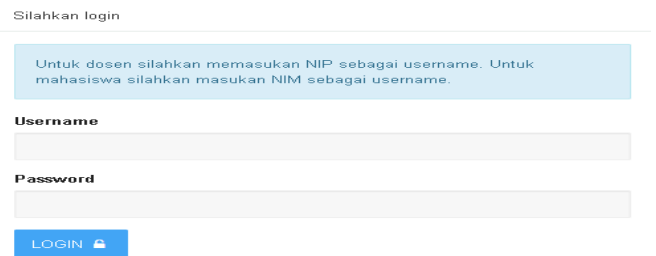 Silahkan login
Untuk dosen silahkan memasukan NIP sebagai username. Untuk
mahasiswa silahkan masukan NIM sebagai username.
Username
Password
LOGIN